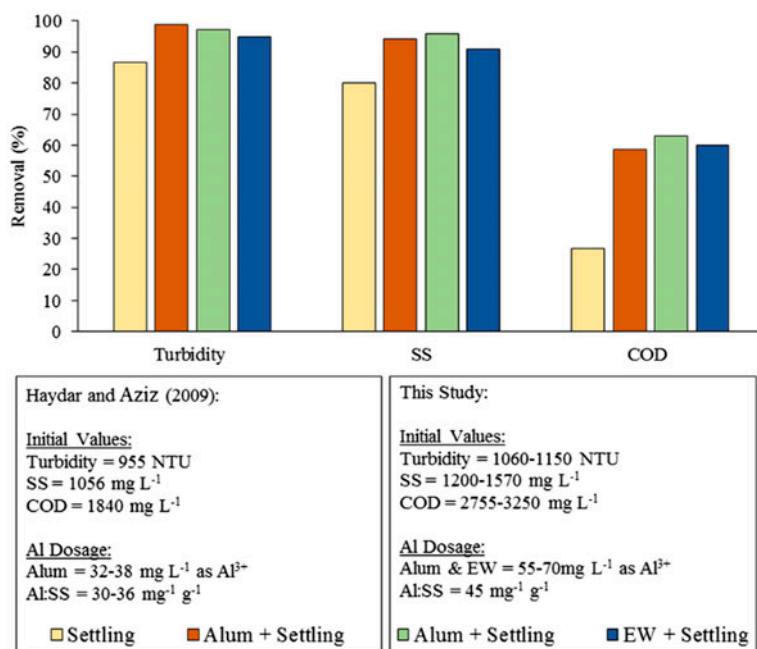 100
90
80
70
60
50
40
30
20
10
0
Removal (%)
Turbidity SS COD
Haydar and Aziz (2009):
Initial Values:
Turbidity = 955 NTU
SS = 1056 mg L⁻¹
COD = 1840 mg L⁻¹
Al Dosage:
Alum = 32-38 mg L⁻¹ as Al³⁺
Al:SS = 30-36 mg⁻¹ g⁻¹
Settling Alum + Settling
This Study:
Initial Values:
Turbidity = 1060-1150 NTU
SS = 1200-1570 mg L⁻¹
COD = 2755-3250 mg L⁻¹
Al Dosage:
Alum & EW = 55-70mg L⁻¹ as Al³⁺
Al:SS = 45 mg⁻¹ g⁻¹
Alum + Settling EW + Settling